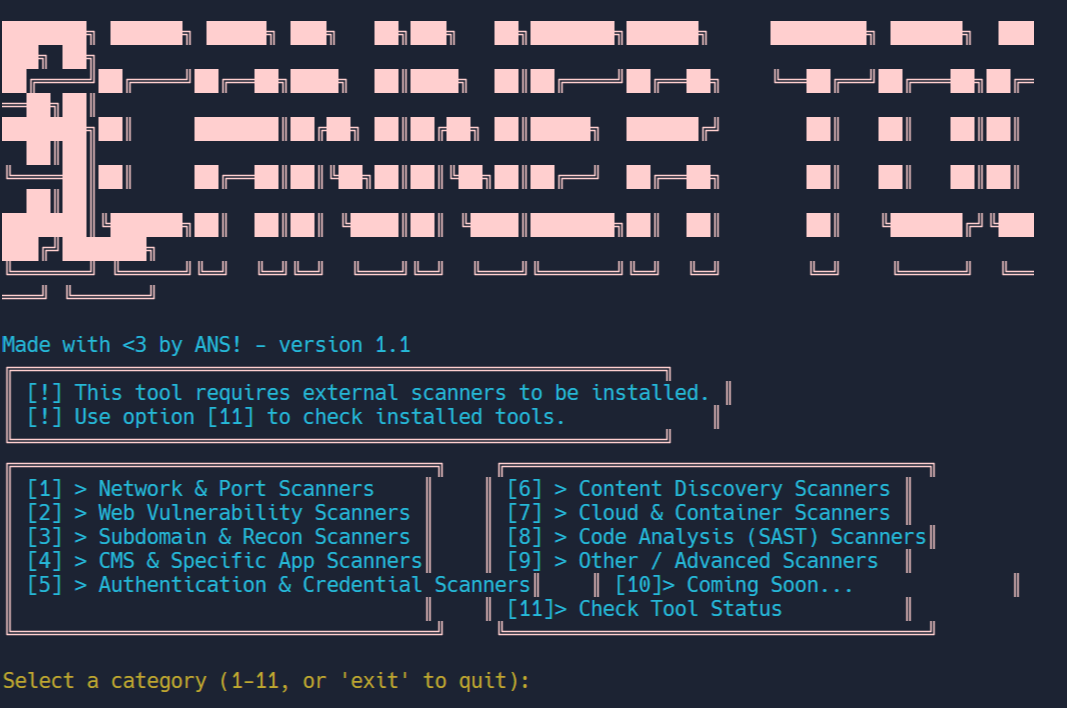 SCANNER TOOL
Made with <3 by ANS! - version 1.1
[!] This tool requires external scanners to be installed.
[!] Use option [11] to check installed tools.
[1] > Network & Port Scanners
[2] > Web Vulnerability Scanners
[3] > Subdomain & Recon Scanners
[4] > CMS & Specific App Scanners
[5] > Authentication & Credential Scanners
[6] > Content Discovery Scanners
[7] > Cloud & Container Scanners
[8] > Code Analysis (SAST) Scanners
[9] > Other / Advanced Scanners
[10]> Coming Soon...
[11]> Check Tool Status
Select a category (1-11, or 'exit' to quit):